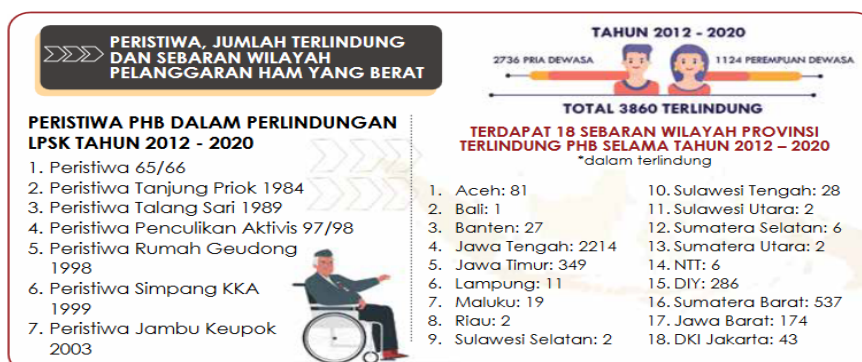 PERISTIWA, JUMLAH TERLINDUNG
DAN SEBARAN WILAYAH
PELANGGARAN HAM YANG BERAT
TAHUN 2012 - 2020
2736 PRIA DEWASA
1124 PEREMPUAN DEWASA
TOTAL 3860 TERLINDUNG
PERISTIWA PHB DALAM PERLINDUNGAN
LPSK TAHUN 2012 - 2020
1. Peristiwa 65/66
2. Peristiwa Tanjung Priok 1984
3. Peristiwa Talang Sari 1989
4. Peristiwa Penculikan Aktivis 97/98
5. Peristiwa Rumah Geudong
1998
6. Peristiwa Simpang KKA
1999
7. Peristiwa Jambu Keupok
2003
TERDAPAT 18 SEBARAN WILAYAH PROVINSI
TERLINDUNG PHB SELAMA TAHUN 2012 – 2020
*dalam terlindung
1. Aceh: 81
2. Bali: 1
3. Banten: 27
4. Jawa Tengah: 2214
5. Jawa Timur: 349
6. Lampung: 11
7. Maluku: 19
8. Riau: 2
9. Sulawesi Selatan: 2
10. Sulawesi Tengah: 28
11. Sulawesi Utara: 2
12. Sumatera Selatan: 6
13. Sumatera Utara: 2
14. NTT: 6
15. DIY: 286
16. Sumatera Barat: 537
17. Jawa Barat: 174
18. DKI Jakarta: 43